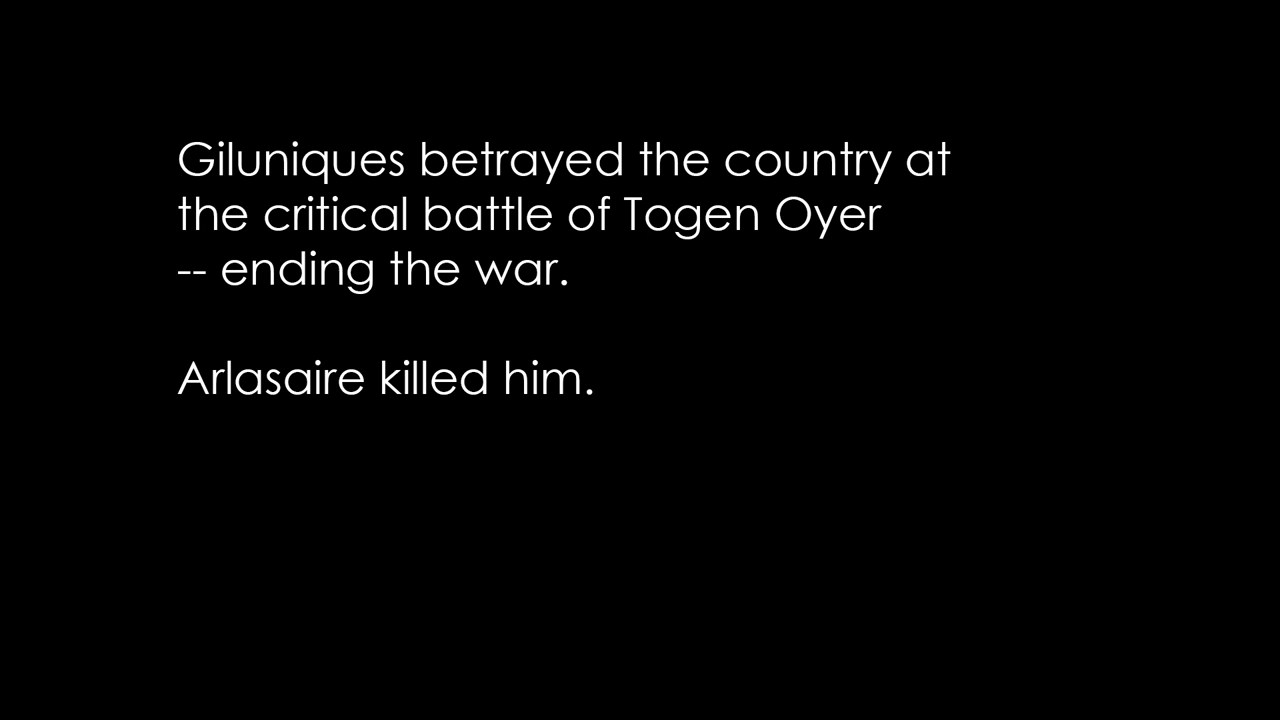 Giluniques betrayed the country at
the critical battle of Togen Oyer
-- ending the war.
Arlasaire killed him.